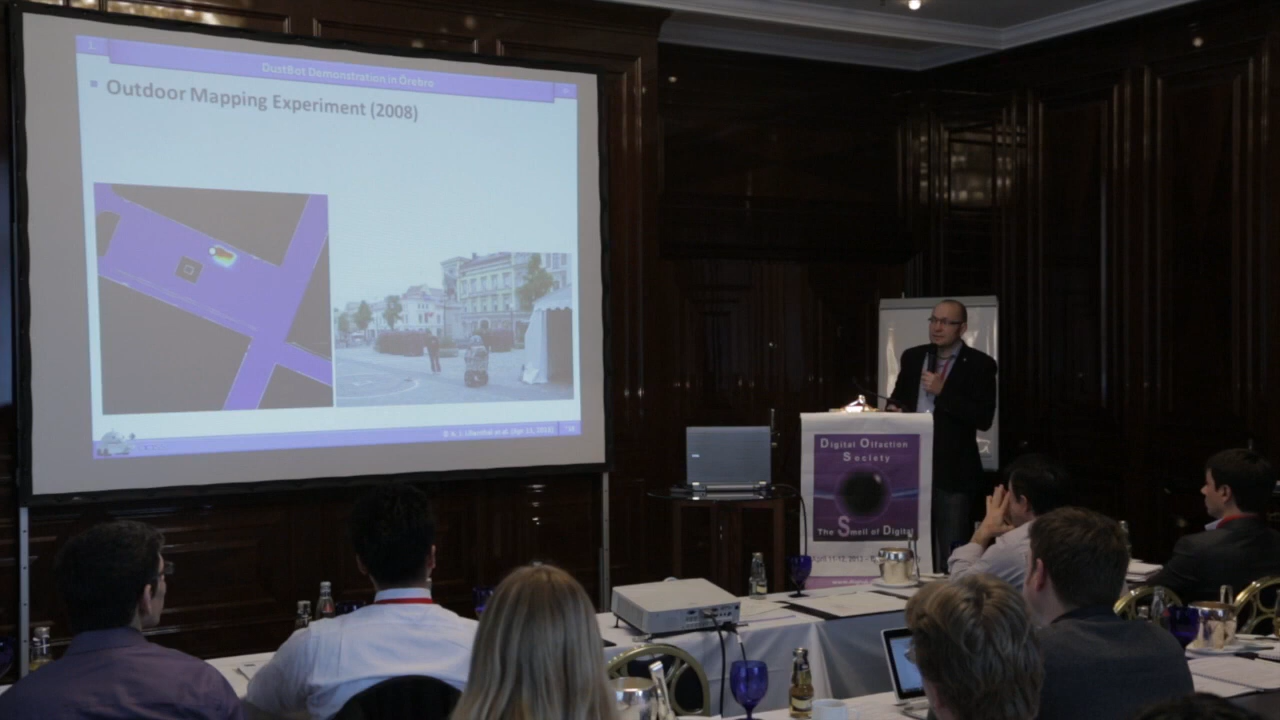 DustBot Demonstration in Örebro
Outdoor Mapping Experiment (2008)
Digital Olfaction
Society
The Smell of Digital